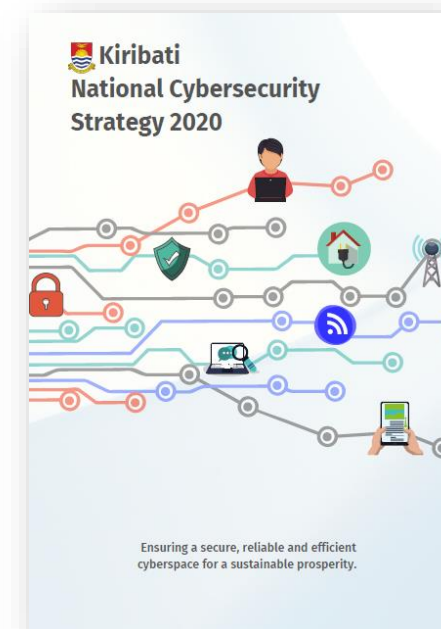 Kiribati
National Cybersecurity
Strategy 2020
Ensuring a secure, reliable and efficient
cyberspace for a sustainable prosperity.